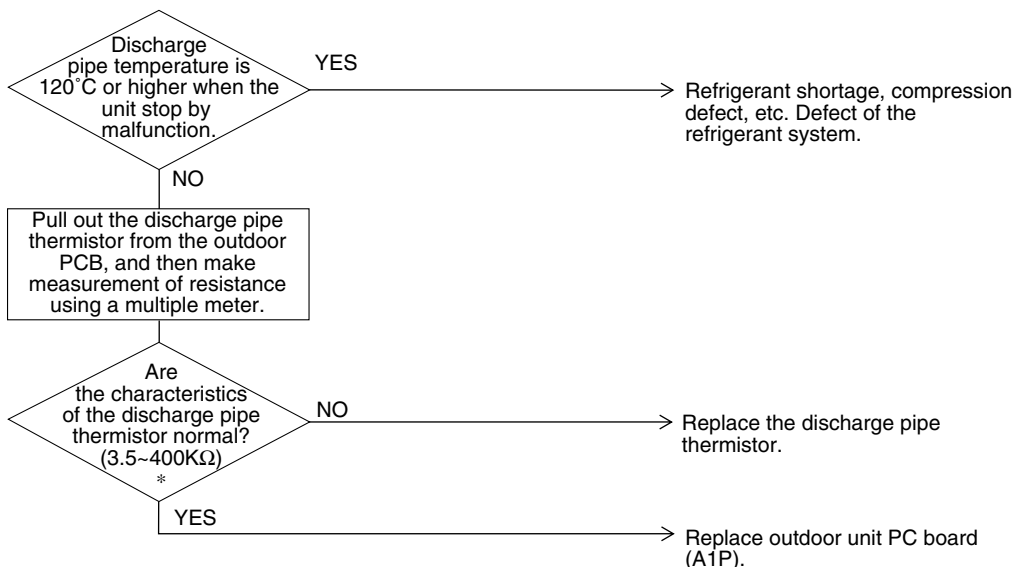 Discharge
pipe temperature is
120˚C or higher when the
unit stop by
malfunction.
YES
Refrigerant shortage, compression
defect, etc. Defect of the
refrigerant system.
NO
Pull out the discharge pipe
thermistor from the outdoor
PCB, and then make
measurement of resistance
using a multiple meter.
Are
the characteristics
of the discharge pipe
thermistor normal?
(3.5~400KΩ)
*
NO
Replace the discharge pipe
thermistor.
YES
Replace outdoor unit PC board
(A1P).